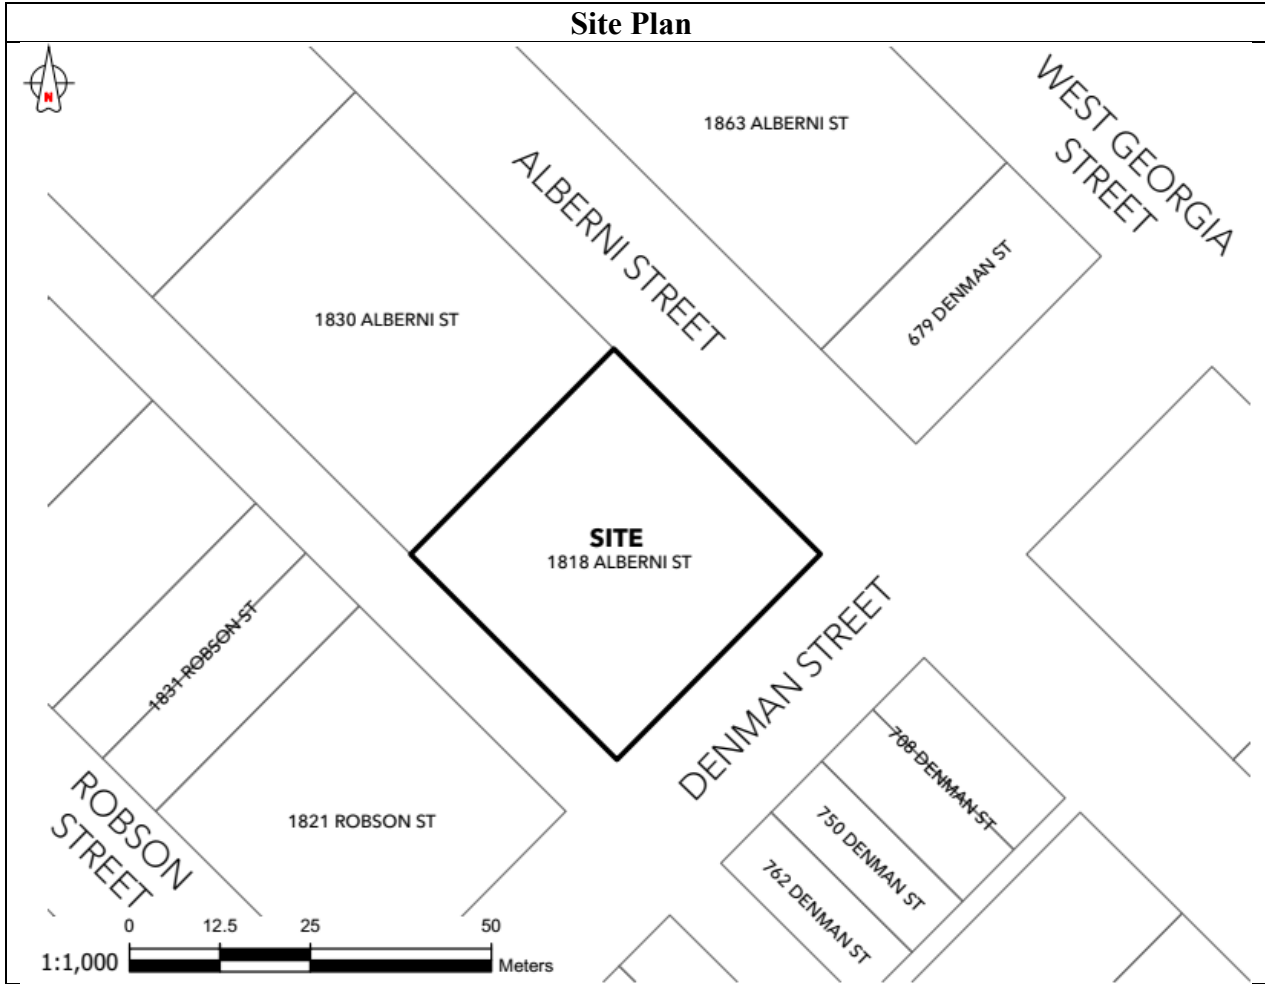 Site Plan
N
1863 ALBERNI ST
WEST GEORGIA
STREET
ALBERNI STREET
679 DENMAN ST
1830 ALBERNI ST
SITE
1818 ALBERNI ST
DENMAN STREET
1831 ROBSON ST
708 DENMAN ST
750 DENMAN ST
762 DENMAN ST
1821 ROBSON ST
ROBSON
STREET
0 12.5 25 50
1:1,000 Meters